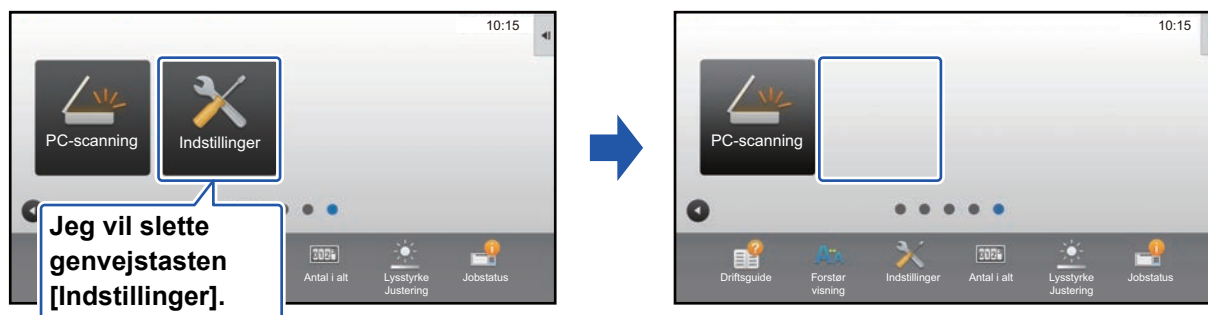 10:15
PC-scanning
Indstillinger
Jeg vil slette
genvejstasten
[Indstillinger].
Antal i alt
Lysstyrke
Justering
Jobstatus
10:15
PC-scanning
Driftsguide
Forstør
visning
Indstillinger
Antal i alt
Lysstyrke
Justering
Jobstatus